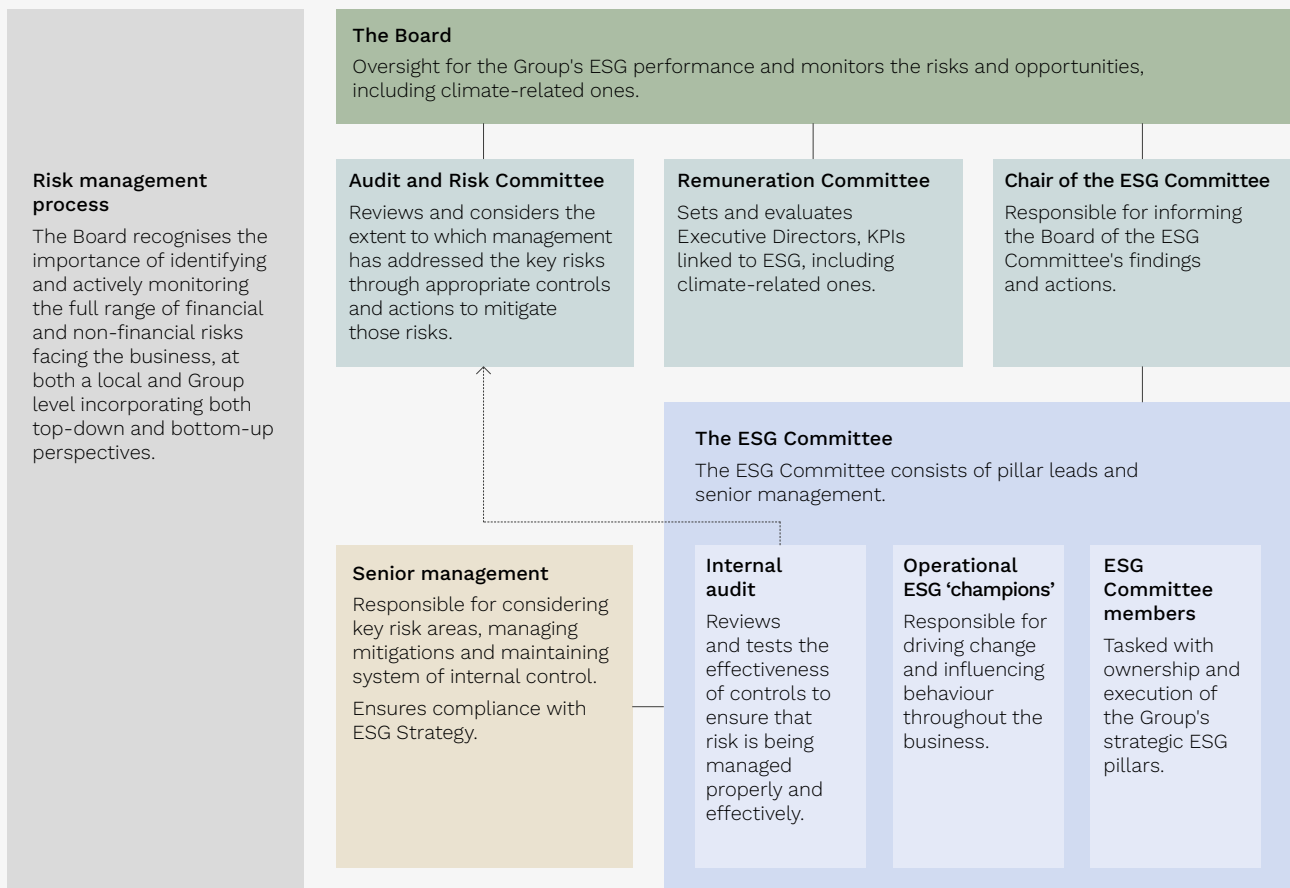 Risk management
process
The Board recognises the
importance of identifying
and actively monitoring
the full range of financial
and non-financial risks
facing the business, at
both a local and Group
level incorporating both
top-down and bottom-up
perspectives.
The Board
Oversight for the Group's ESG performance and monitors the risks and opportunities,
including climate-related ones.
Audit and Risk Committee
Reviews and considers the
extent to which management
has addressed the key risks
through appropriate controls
and actions to mitigate
those risks.
Remuneration Committee
Sets and evaluates
Executive Directors, KPIs
linked to ESG, including
climate-related ones.
Chair of the ESG Committee
Responsible for informing
the Board of the ESG
Committee's findings
and actions.
The ESG Committee
The ESG Committee consists of pillar leads and
senior management.
Senior management
Responsible for considering
key risk areas, managing
mitigations and maintaining
system of internal control.
Ensures compliance with
ESG Strategy.
Internal
audit
Reviews
and tests the
effectiveness
of controls to
ensure that
risk is being
managed
properly and
effectively.
Operational
ESG ‘champions’
Responsible for
driving change
and influencing
behaviour
throughout the
business.
ESG
Committee
members
Tasked with
ownership and
execution of
the Group's
strategic ESG
pillars.